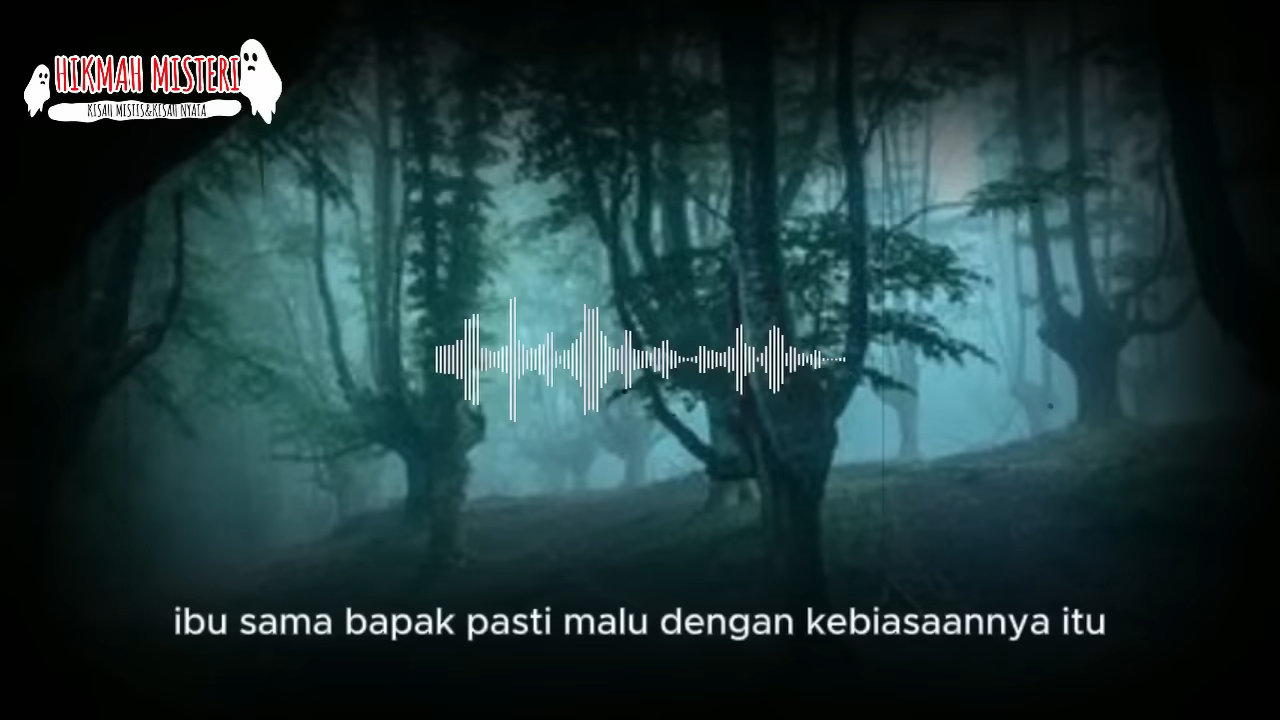 HIKMAH MISTERI
KISAH MISTIS&KISAH NYATA
ibu sama bapak pasti malu dengan kebiasaannya itu